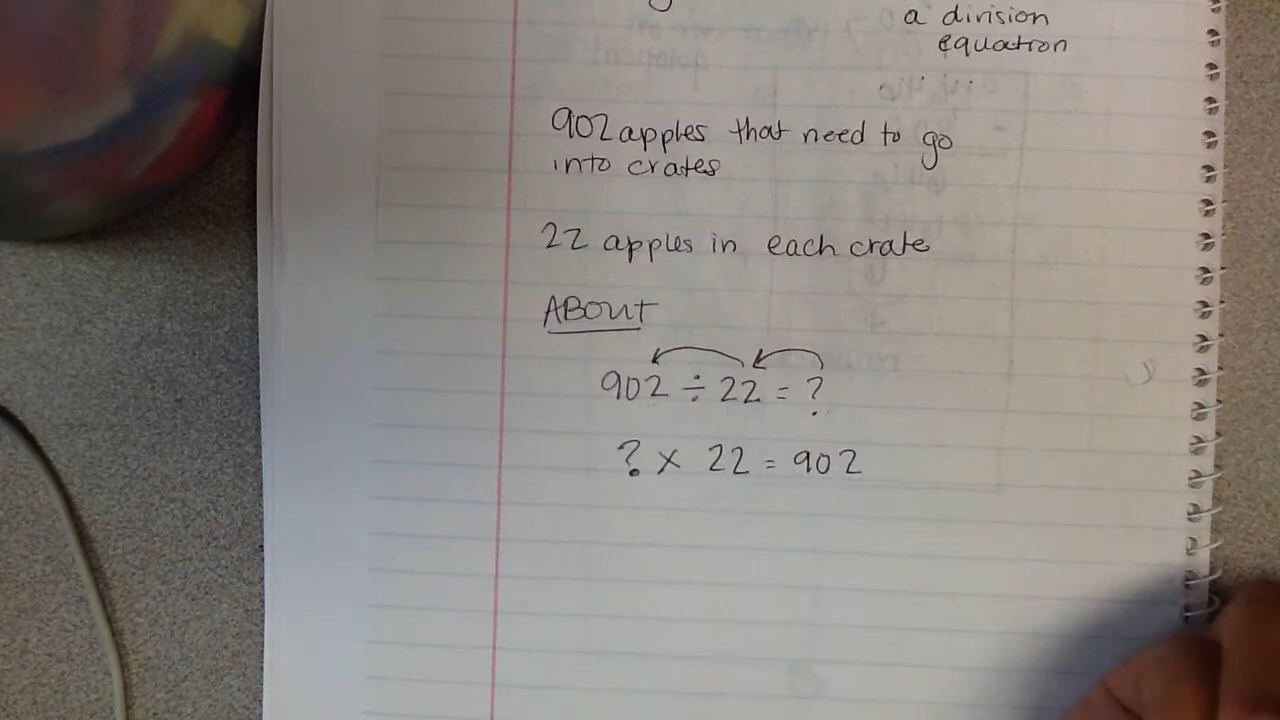 a division
equation
902 apples that need to go
into crates
22 apples in each crate
ABOUT
902 ÷ 22 = ?
? × 22 = 902